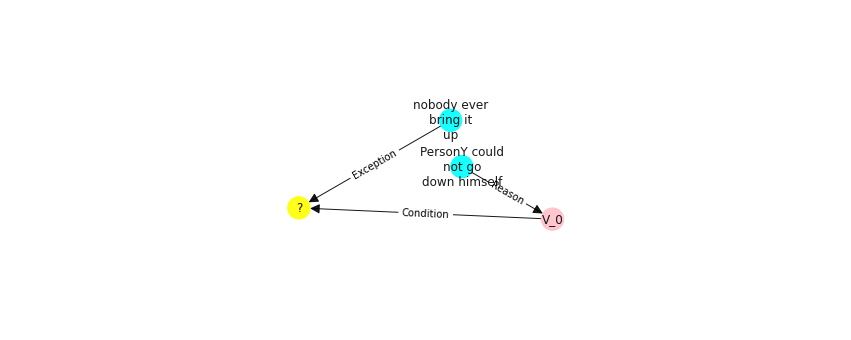 nobody ever
bring it
up
PersonY could
not go
down himself
Exception
Reason
?
Condition
V_0